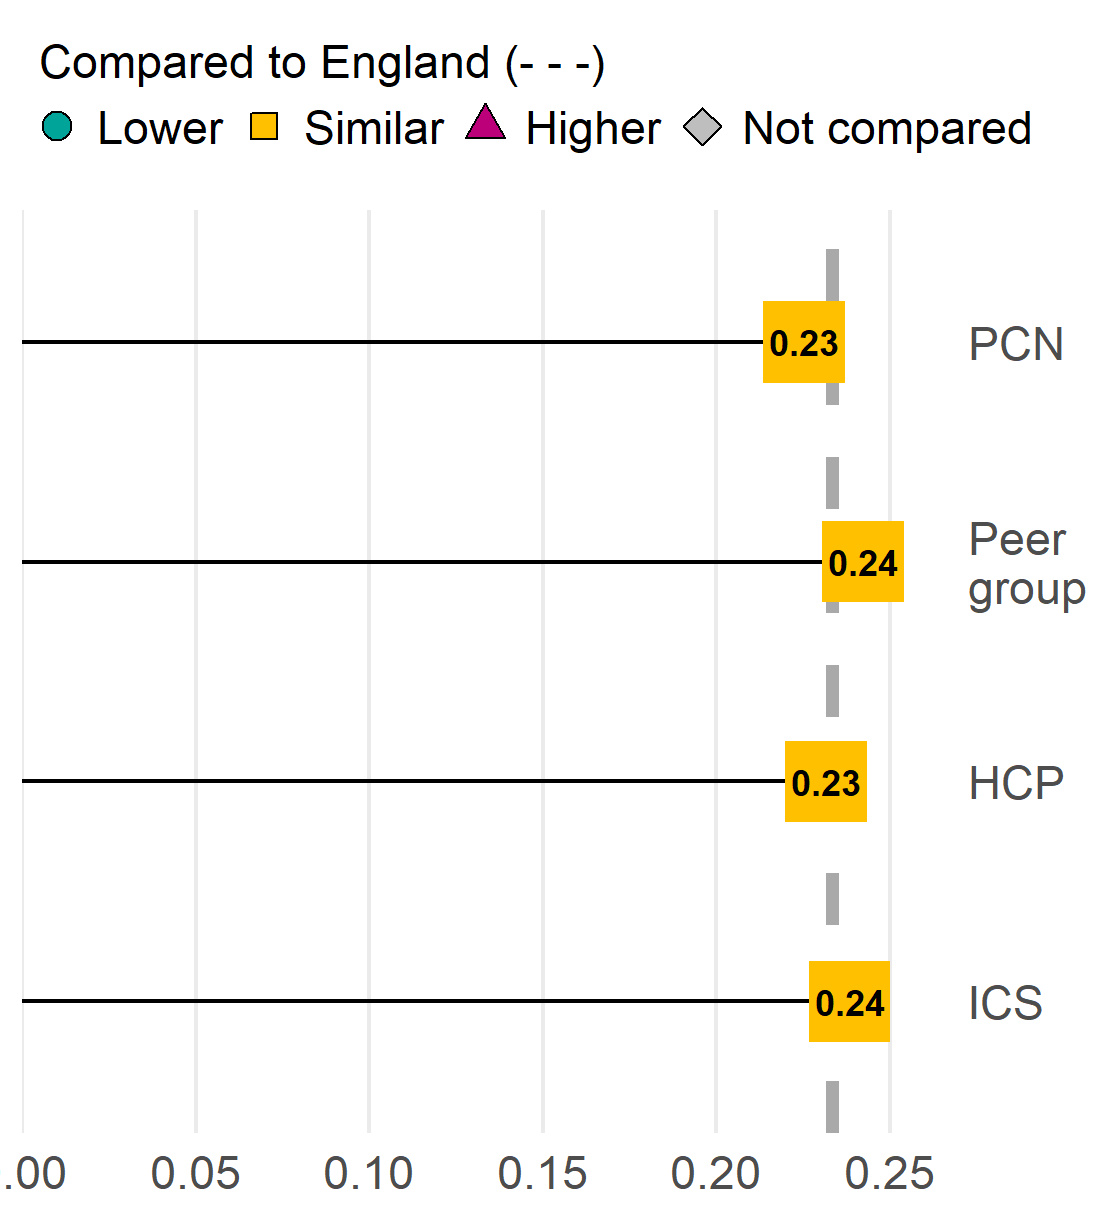 Compared to England (- - -)
Lower Similar Higher Not compared
0.23 PCN
0.24 Peer
group
0.23 HCP
0.24 ICS
.00 0.05 0.10 0.15 0.20 0.25